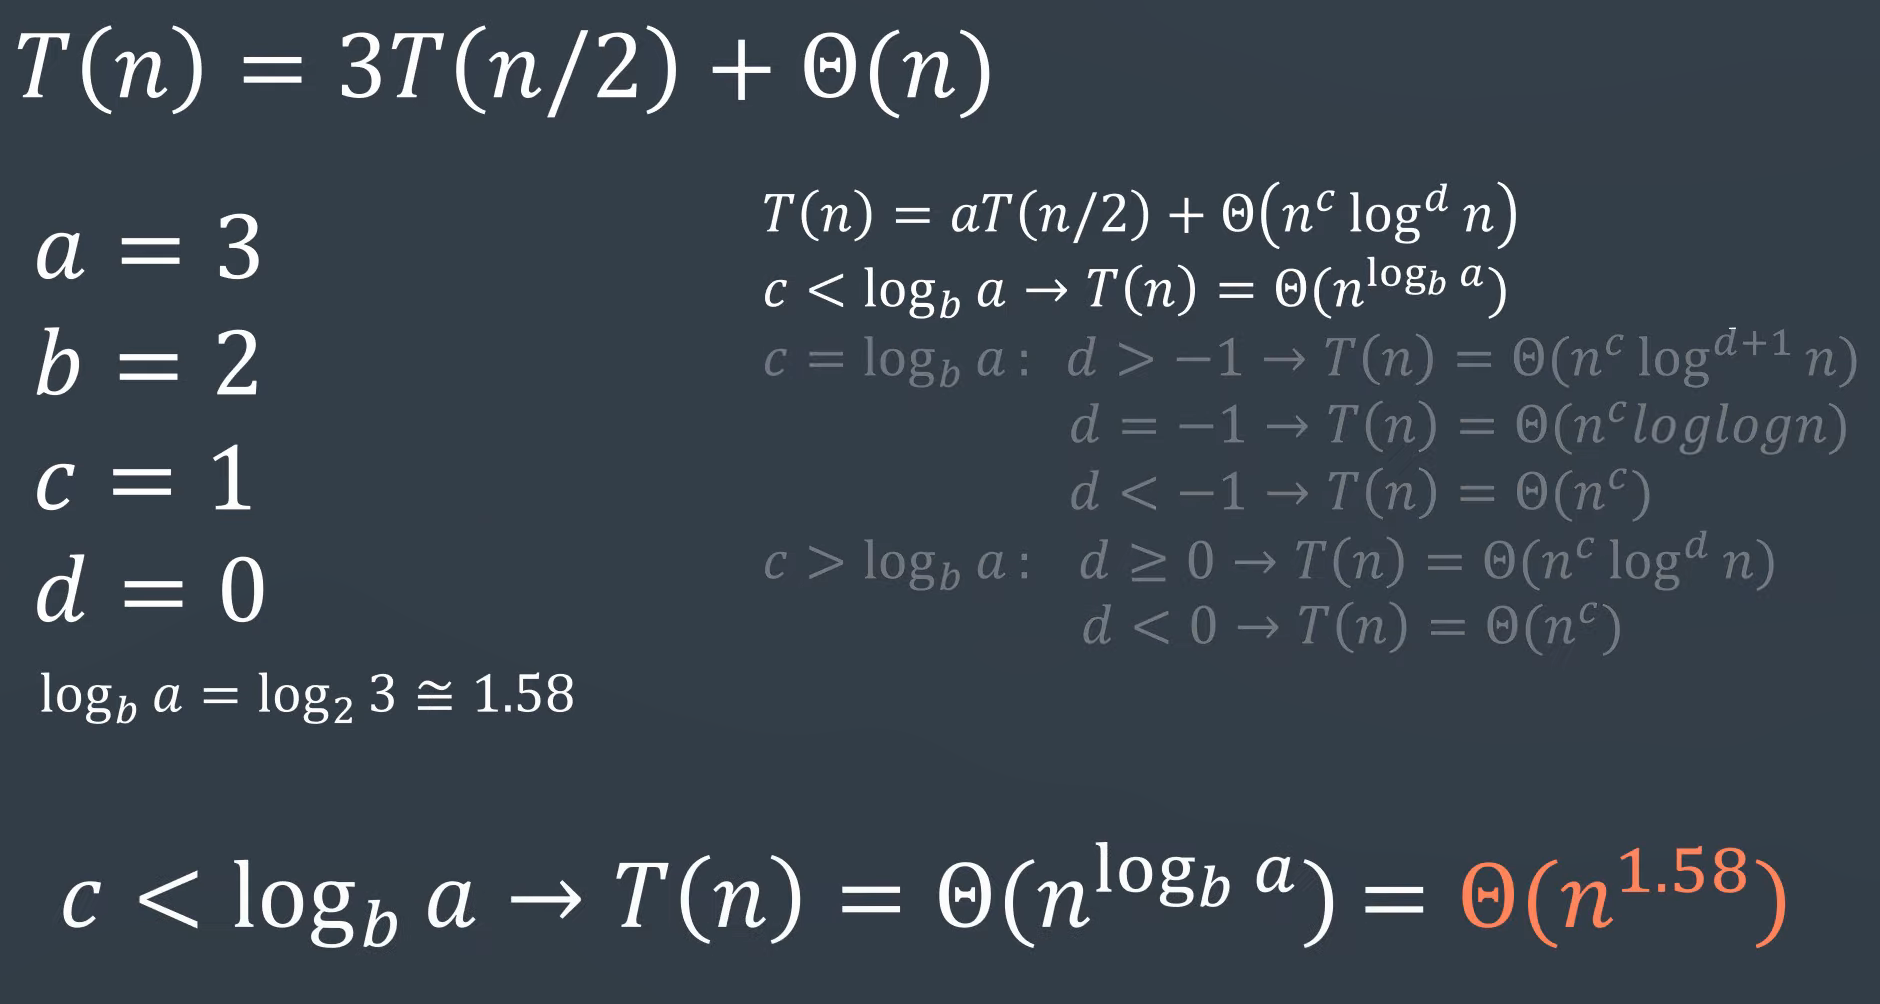 T(n) = 3T(n/2) + Θ(n)
a = 3
b = 2
c = 1
d = 0
log_b a = log_2 3 ≅ 1.58
T(n) = aT(n/2) + Θ(n^c log^d n)
c < log_b a → T(n) = Θ(n^{log_b a})
c = log_b a : d > −1 → T(n) = Θ(n^c log^{d+1} n)
d = −1 → T(n) = Θ(n^c loglogn)
d < −1 → T(n) = Θ(n^c)
c > log_b a : d ≥ 0 → T(n) = Θ(n^c log^d n)
d < 0 → T(n) = Θ(n^c)
c < log_b a → T(n) = Θ(n^{log_b a}) = Θ(n^{1.58})